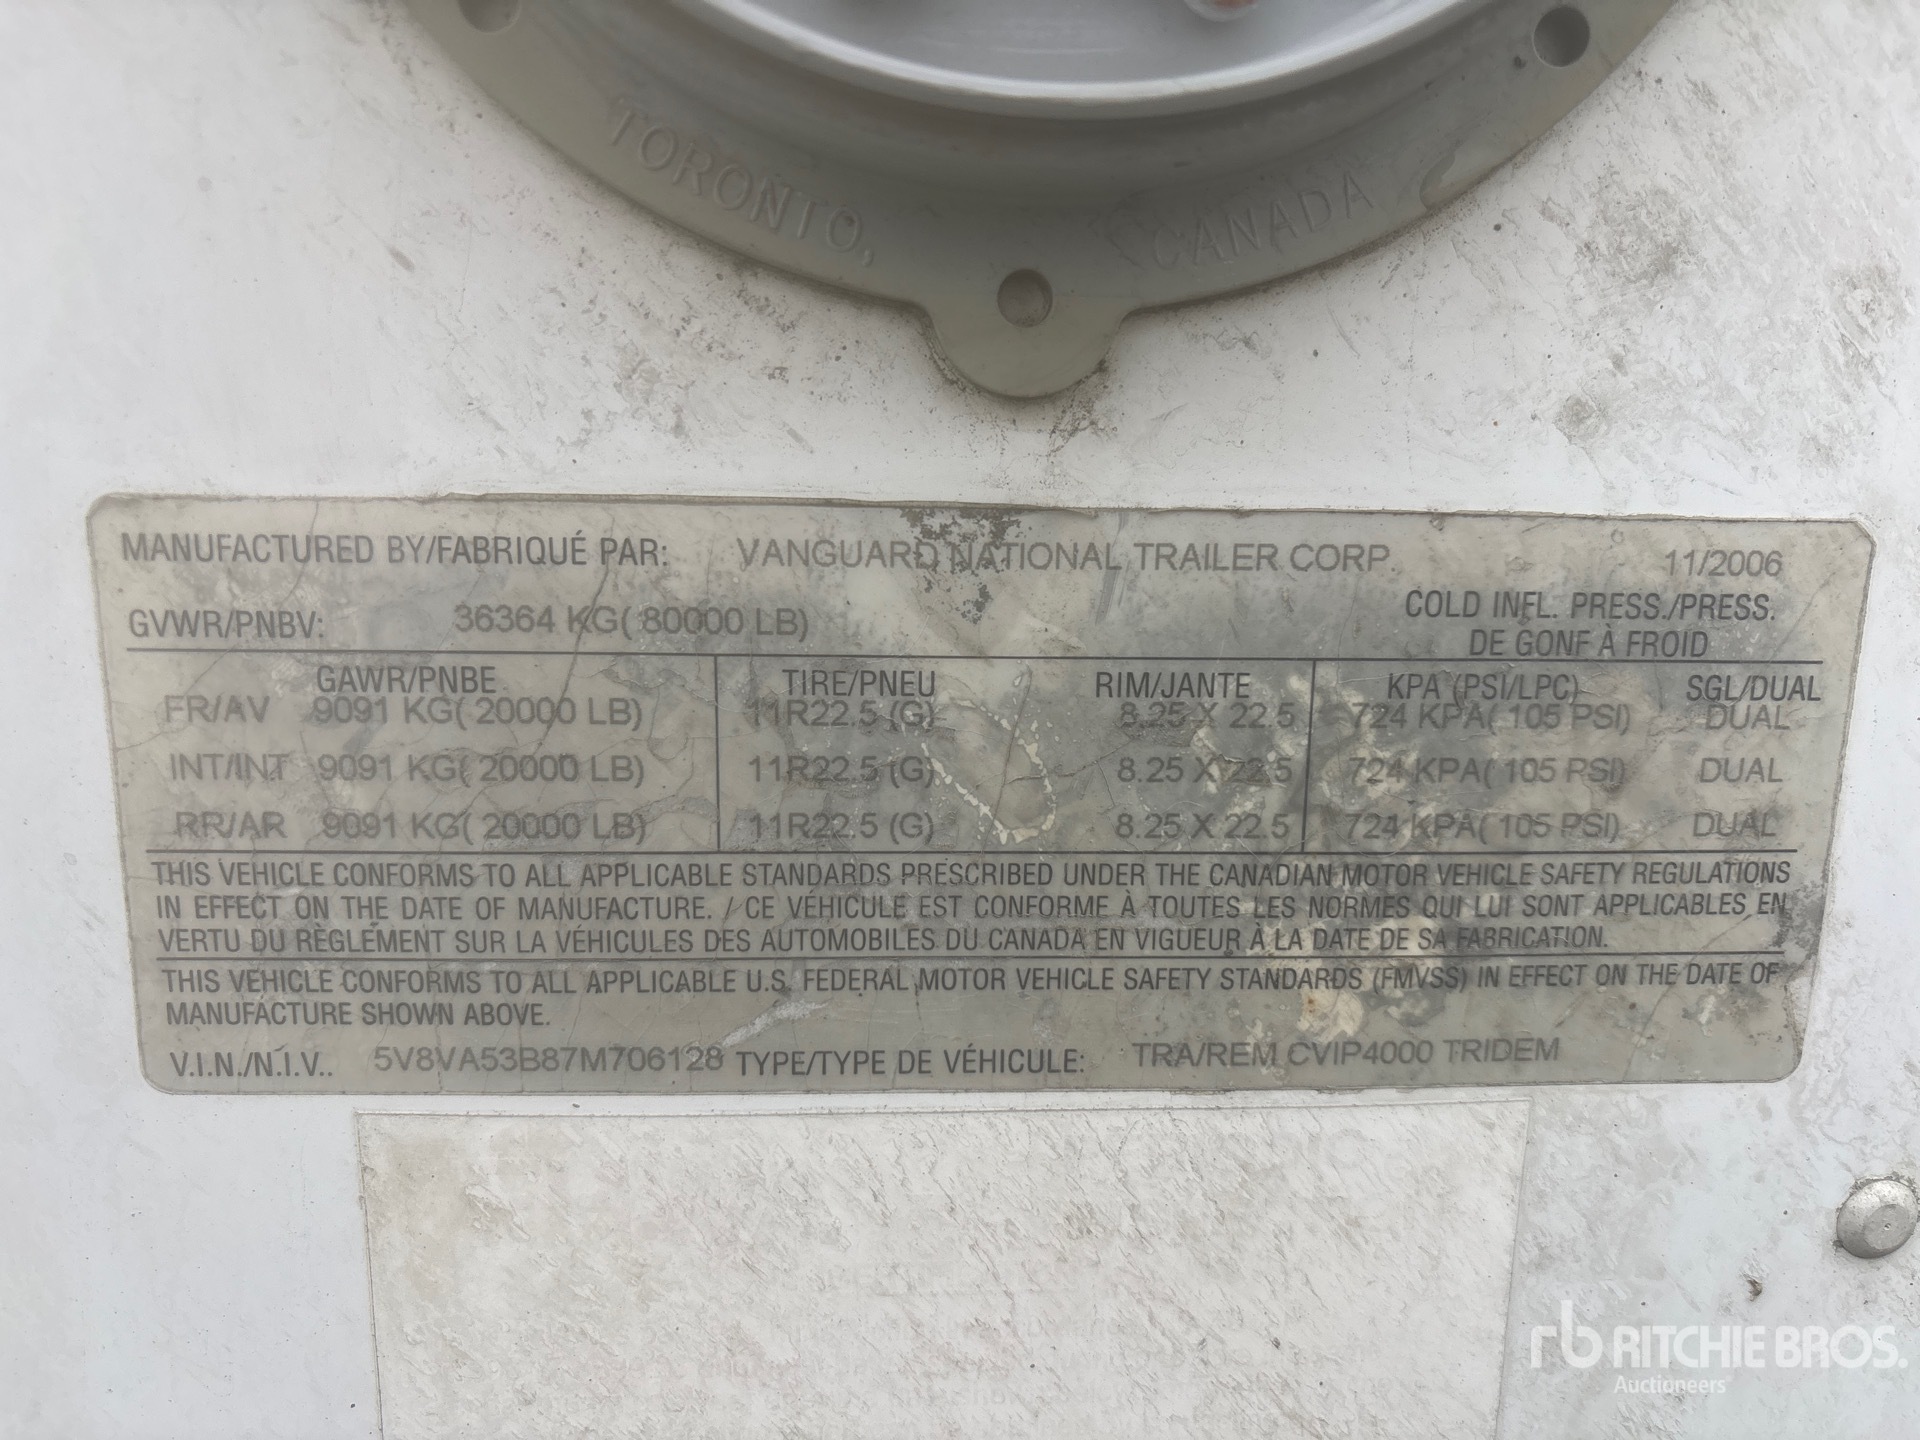 TORONTO, CANADA
MANUFACTURED BY/FABRIQUÉ PAR: VANGUARD NATIONAL TRAILER CORP. 11/2006
GVWR/PNBV: 36364 KG( 80000 LB) COLD INFL. PRESS./PRESS.
DE GONF À FROID
GAWR/PNBE TIRE/PNEU RIM/JANTE KPA (PSI/LPC) SGL/DUAL
FR/AV 9091 KG( 20000 LB) 11R22.5 (G) 8.25 X 22.5 724 KPA( 105 PSI) DUAL
INT/INT 9091 KG( 20000 LB) 11R22.5 (G) 8.25 X 22.5 724 KPA( 105 PSI) DUAL
RR/AR 9091 KG( 20000 LB) 11R22.5 (G) 8.25 X 22.5 724 KPA( 105 PSI) DUAL
THIS VEHICLE CONFORMS TO ALL APPLICABLE STANDARDS PRESCRIBED UNDER THE CANADIAN MOTOR VEHICLE SAFETY REGULATIONS
IN EFFECT ON THE DATE OF MANUFACTURE. / CE VÉHICULE EST CONFORME À TOUTES LES NORMES QUI LUI SONT APPLICABLES EN
VERTU DU RÈGLEMENT SUR LA VÉHICULES DES AUTOMOBILES DU CANADA EN VIGUEUR À LA DATE DE SA FABRICATION.
THIS VEHICLE CONFORMS TO ALL APPLICABLE U.S. FEDERAL MOTOR VEHICLE SAFETY STANDARDS (FMVSS) IN EFFECT ON THE DATE OF
MANUFACTURE SHOWN ABOVE.
V.I.N./N.I.V.. 5V8VA53B87M706128 TYPE/TYPE DE VÉHICULE: TRA/REM CVIP4000 TRIDEM
rb RITCHIE BROS.
Auctioneers